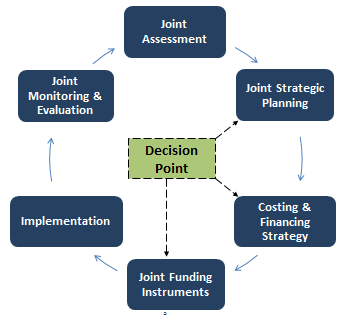 Joint
Assessment
Joint Strategic
Planning
Costing &
Financing
Strategy
Joint Funding
Instruments
Implementation
Joint
Monitoring &
Evaluation
Decision
Point